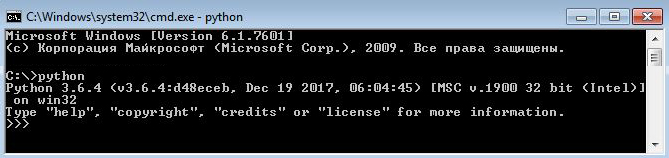 C:\Windows\system32\cmd.exe - python
Microsoft Windows [Version 6.1.7601]
(c) Корпорация Майкрософт (Microsoft Corp.), 2009. Все права защищены.
C:\>python
Python 3.6.4 (v3.6.4:d48eceb, Dec 19 2017, 06:04:45) [MSC v.1900 32 bit (Intel)]
on win32
Type "help", "copyright", "credits" or "license" for more information.
>>>